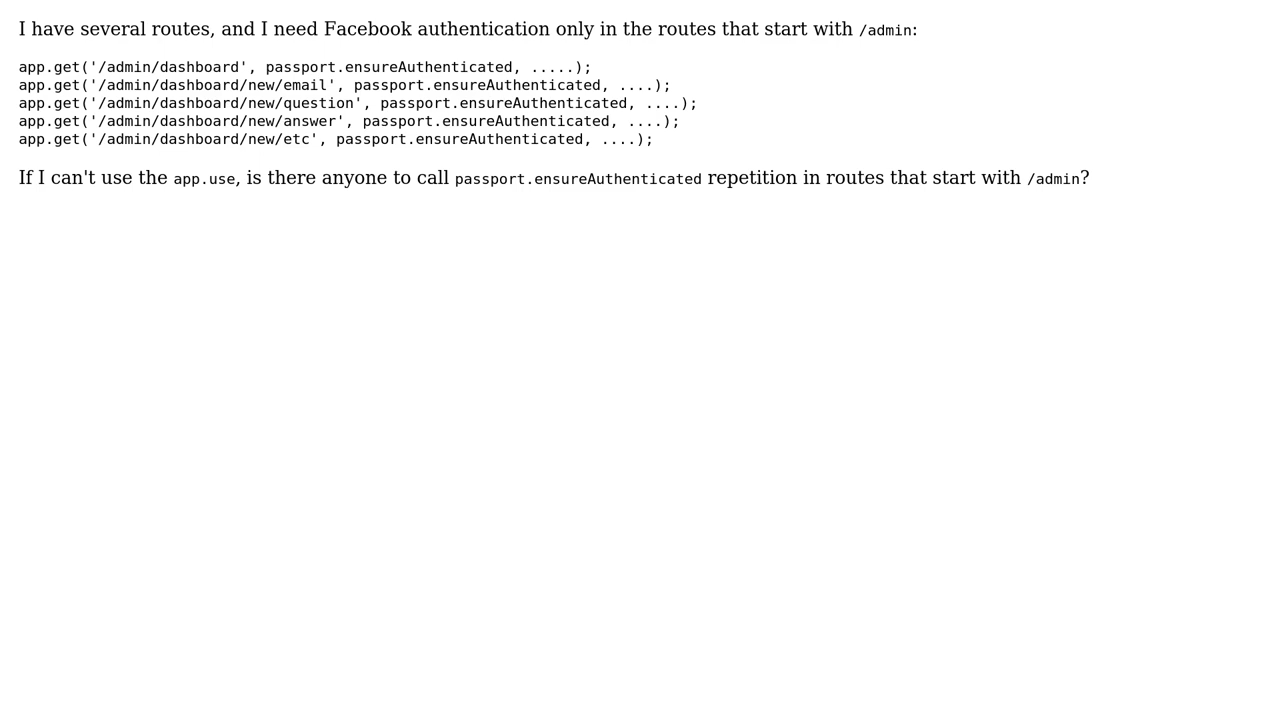 I have several routes, and I need Facebook authentication only in the routes that start with /admin:
app.get('/admin/dashboard', passport.ensureAuthenticated, .....);
app.get('/admin/dashboard/new/email', passport.ensureAuthenticated, ....);
app.get('/admin/dashboard/new/question', passport.ensureAuthenticated, ....);
app.get('/admin/dashboard/new/answer', passport.ensureAuthenticated, ....);
app.get('/admin/dashboard/new/etc', passport.ensureAuthenticated, ....);
If I can't use the app.use, is there anyone to call passport.ensureAuthenticated repetition in routes that start with /admin?